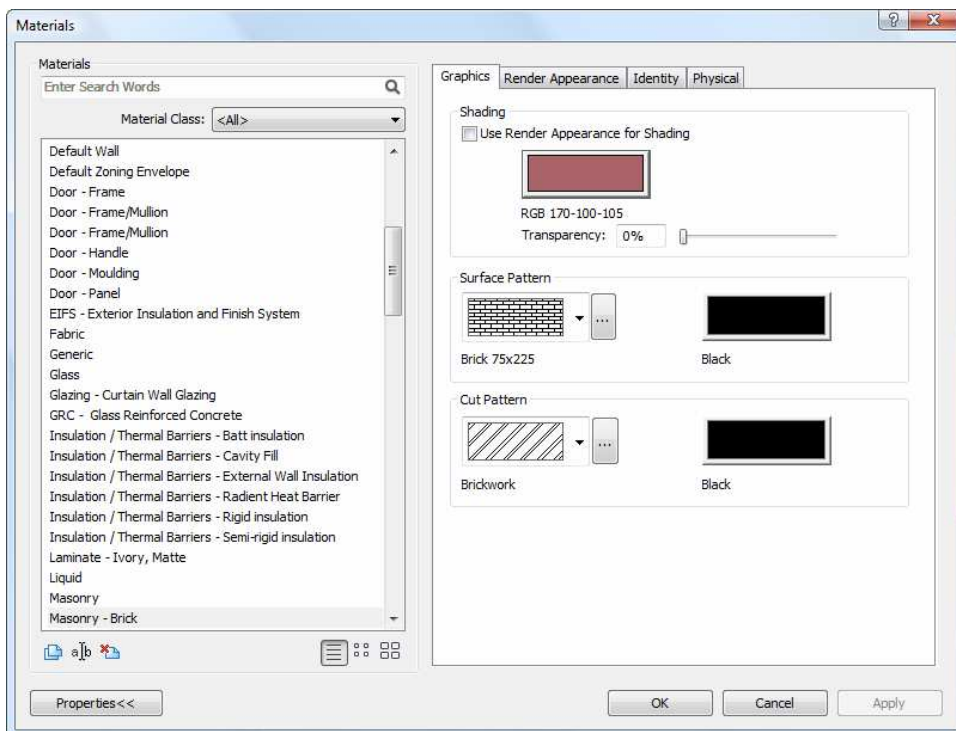 Materials
Materials
Enter Search Words
Material Class: <All>
Default Wall
Default Zoning Envelope
Door - Frame
Door - Frame/Mullion
Door - Frame/Mullion
Door - Handle
Door - Moulding
Door - Panel
EIFS - Exterior Insulation and Finish System
Fabric
Generic
Glass
Glazing - Curtain Wall Glazing
GRC - Glass Reinforced Concrete
Insulation / Thermal Barriers - Batt insulation
Insulation / Thermal Barriers - Cavity Fill
Insulation / Thermal Barriers - External Wall Insulation
Insulation / Thermal Barriers - Radient Heat Barrier
Insulation / Thermal Barriers - Rigid insulation
Insulation / Thermal Barriers - Semi-rigid insulation
Laminate - Ivory, Matte
Liquid
Masonry
Masonry - Brick
a b
Properties<<
Graphics Render Appearance Identity Physical
Shading
Use Render Appearance for Shading
RGB 170-100-105
Transparency: 0%
Surface Pattern
...
Brick 75x225 Black
Cut Pattern
...
Brickwork Black
OK Cancel Apply